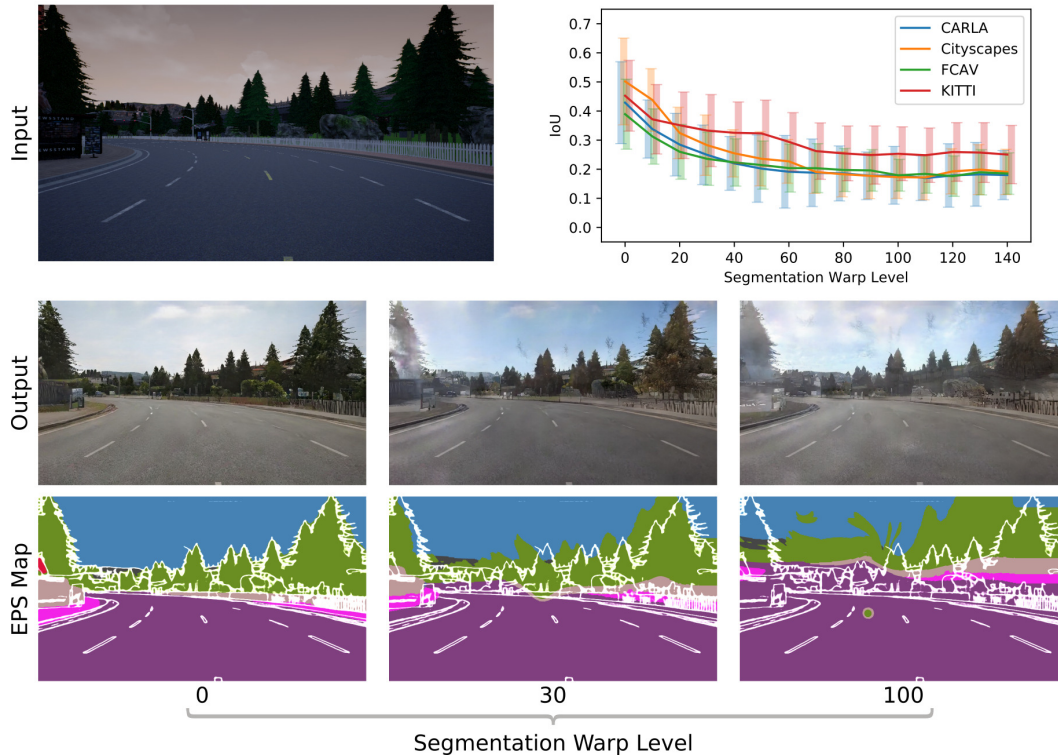 Input
0.7
0.6
0.5
0.4
0.3
0.2
0.1
0.0
IoU
CARLA
Cityscapes
FCAV
KITTI
0 20 40 60 80 100 120 140
Segmentation Warp Level
Output
EPS Map
0 30 100
Segmentation Warp Level